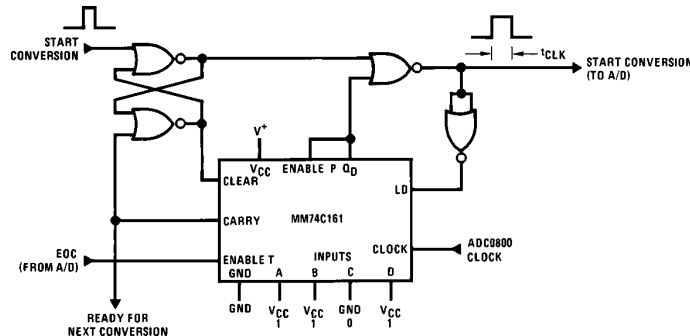 START
CONVERSION
tCLK
START CONVERSION
(TO A/D)
V+
VCC
ENABLE P QD
CLEAR
LD
MM74C161
CARRY
CLOCK
ADC0800
CLOCK
EOC
(FROM A/D)
ENABLE T
INPUTS
GND A B C D
GND
VCC
1
VCC
1
GND
0
VCC
1
READY FOR
NEXT CONVERSION